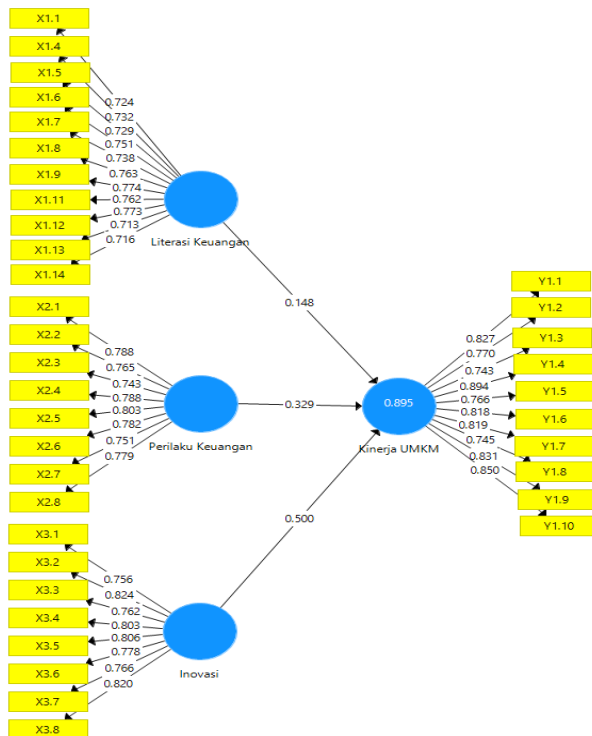 X1.1
X1.4
X1.5
X1.6
X1.7
X1.8
X1.9
X1.11
X1.12
X1.13
X1.14
0.724
0.732
0.729
0.751
0.738
0.763
0.774
0.762
0.773
0.713
0.716
Literasi Keuangan
0.148
X2.1
X2.2
X2.3
X2.4
X2.5
X2.6
X2.7
X2.8
0.788
0.765
0.743
0.788
0.803
0.782
0.751
0.779
Perilaku Keuangan
0.329
X3.1
X3.2
X3.3
X3.4
X3.5
X3.6
X3.7
X3.8
0.756
0.824
0.762
0.803
0.806
0.778
0.766
0.820
Inovasi
0.500
0.895
Kinerja UMKM
0.827
0.770
0.743
0.894
0.766
0.818
0.819
0.745
0.831
0.850
Y1.1
Y1.2
Y1.3
Y1.4
Y1.5
Y1.6
Y1.7
Y1.8
Y1.9
Y1.10